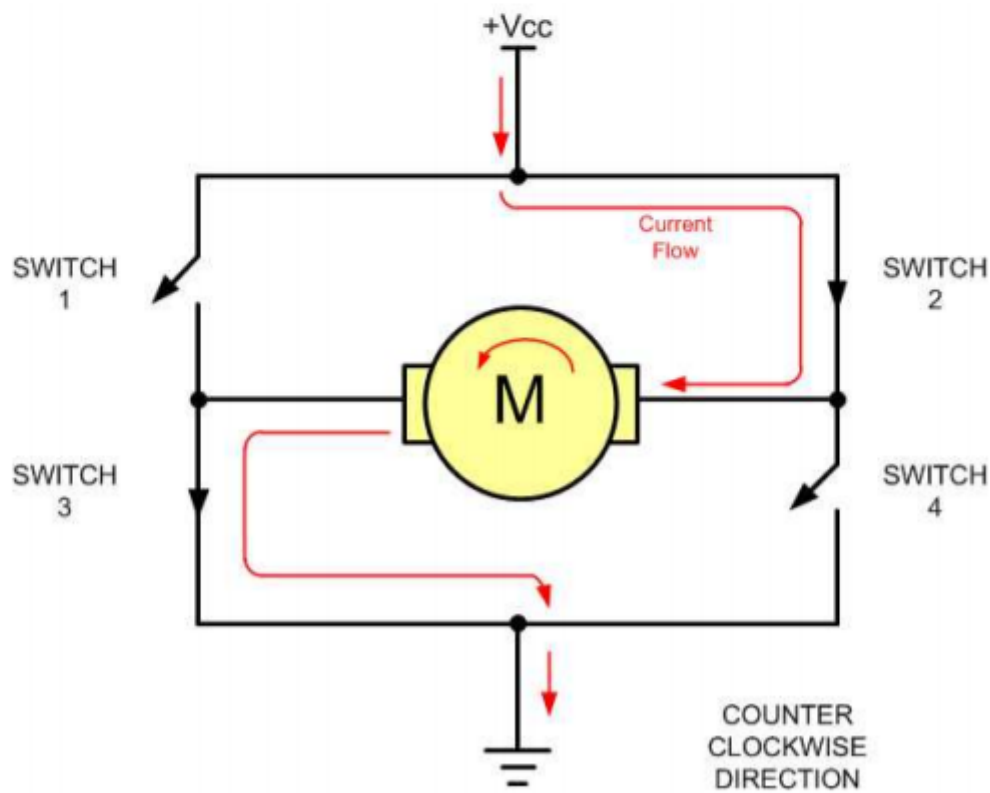 +Vcc
Current
Flow
SWITCH
1
SWITCH
2
M
SWITCH
3
SWITCH
4
COUNTER
CLOCKWISE
DIRECTION